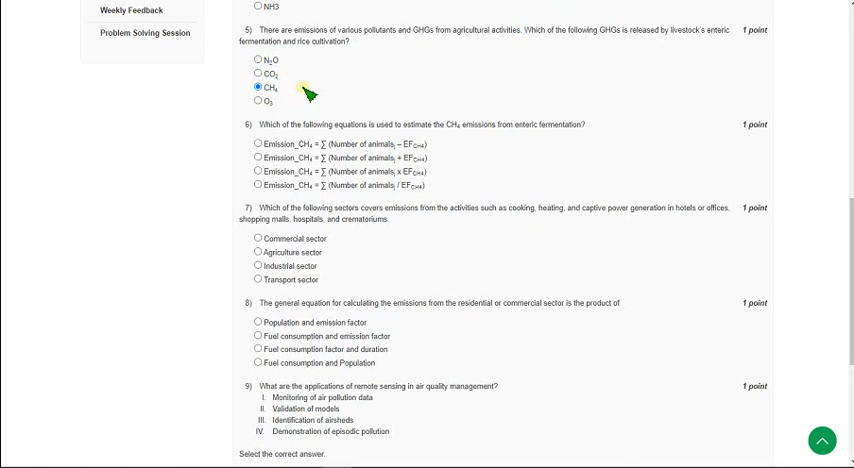 Weekly Feedback
Problem Solving Session
NH3
5) There are emissions of various pollutants and GHGs from agricultural activities. Which of the following GHGs is released by livestock's enteric 1 point
fermentation and rice cultivation?
N₂O
CO₂
CH₄
O₃
6) Which of the following equations is used to estimate the CH₄ emissions from enteric fermentation? 1 point
Emission_CH₄ = ∑ (Number of animalsᵢ − EF_CH4)
Emission_CH₄ = ∑ (Number of animalsᵢ + EF_CH4)
Emission_CH₄ = ∑ (Number of animalsᵢ x EF_CH4)
Emission_CH₄ = ∑ (Number of animalsᵢ / EF_CH4)
7) Which of the following sectors covers emissions from the activities such as cooking, heating, and captive power generation in hotels or offices, 1 point
shopping malls, hospitals, and crematoriums.
Commercial sector
Agriculture sector
Industrial sector
Transport sector
8) The general equation for calculating the emissions from the residential or commercial sector is the product of 1 point
Population and emission factor
Fuel consumption and emission factor
Fuel consumption factor and duration
Fuel consumption and Population
9) What are the applications of remote sensing in air quality management? 1 point
I. Monitoring of air pollution data
II. Validation of models
III. Identification of airsheds
IV. Demonstration of episodic pollution
Select the correct answer.